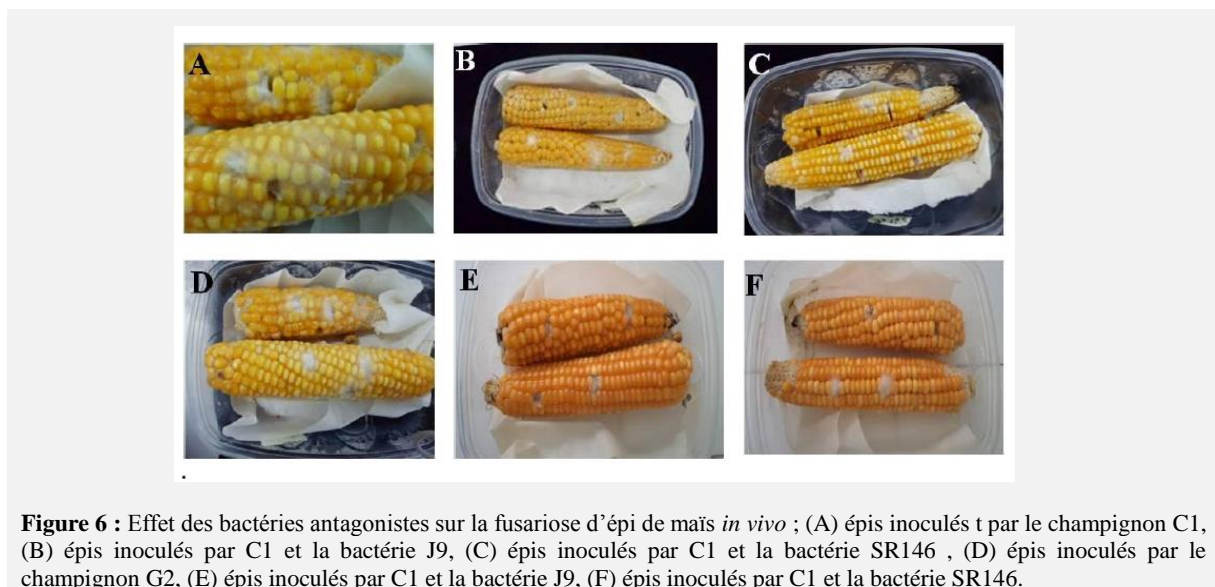 A
B
C
D
E
F
.
Figure 6 : Effet des bactéries antagonistes sur la fusariose d’épi de maïs in vivo ; (A) épis inoculés t par le champignon C1,
(B) épis inoculés par C1 et la bactérie J9, (C) épis inoculés par C1 et la bactérie SR146 , (D) épis inoculés par le
champignon G2, (E) épis inoculés par C1 et la bactérie J9, (F) épis inoculés par C1 et la bactérie SR146.